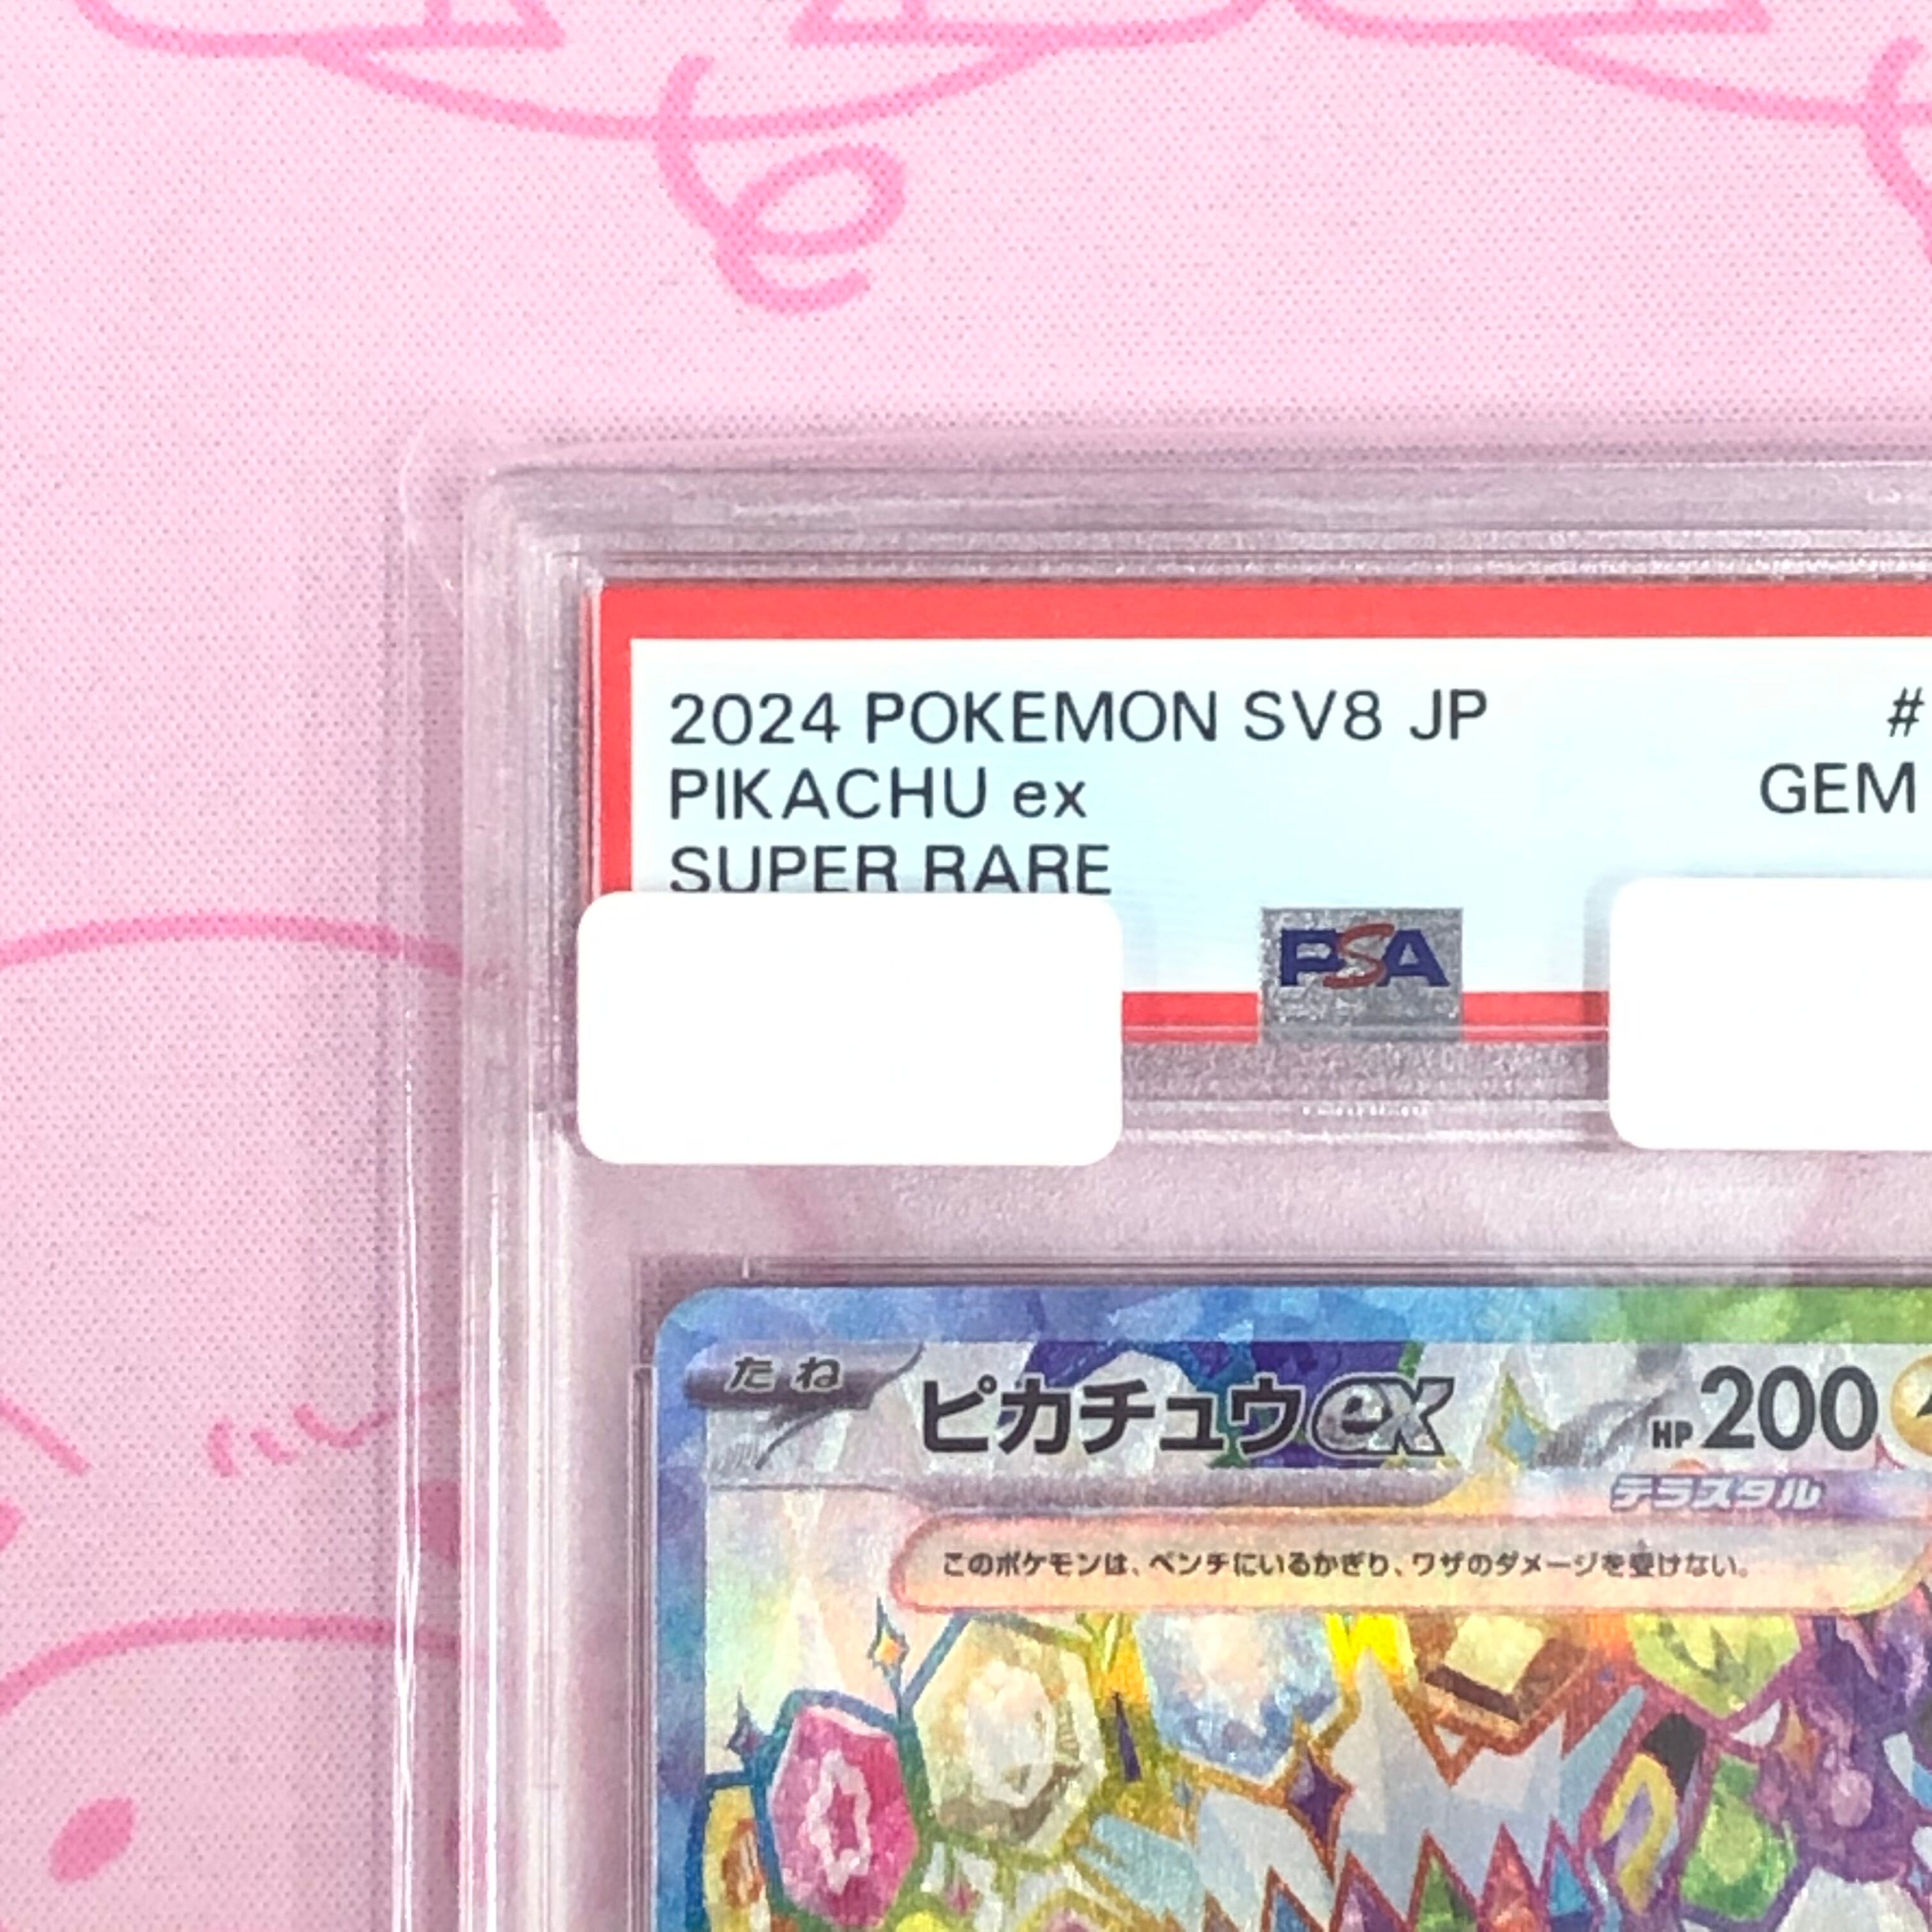 2024 POKEMON SV8 JP #
PIKACHU ex GEM
SUPER RARE
PSA
たね ピカチュウex HP200
テラスタル
このポケモンは、ベンチにいるかぎり、ワザのダメージを受けない。